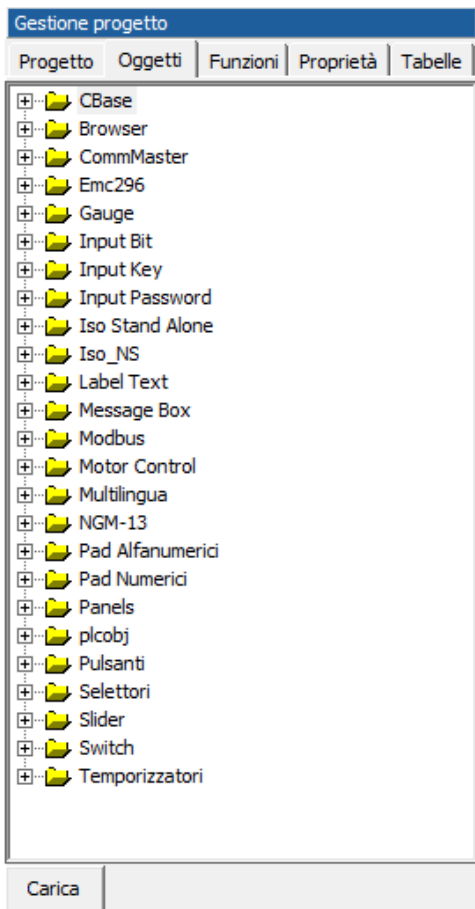 Gestione progetto
Progetto Oggetti Funzioni Proprietà Tabelle
CBase
Browser
CommMaster
Emc296
Gauge
Input Bit
Input Key
Input Password
Iso Stand Alone
Iso_NS
Label Text
Message Box
Modbus
Motor Control
Multilingua
NGM-13
Pad Alfanumerici
Pad Numerici
Panels
plcobj
Pulsanti
Selettori
Slider
Switch
Temporizzatori
Carica